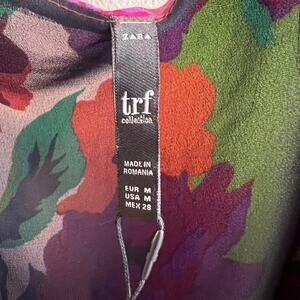 ZARA
trf
collection
MADE IN
ROMANIA
EUR M
USA M
MEX 28